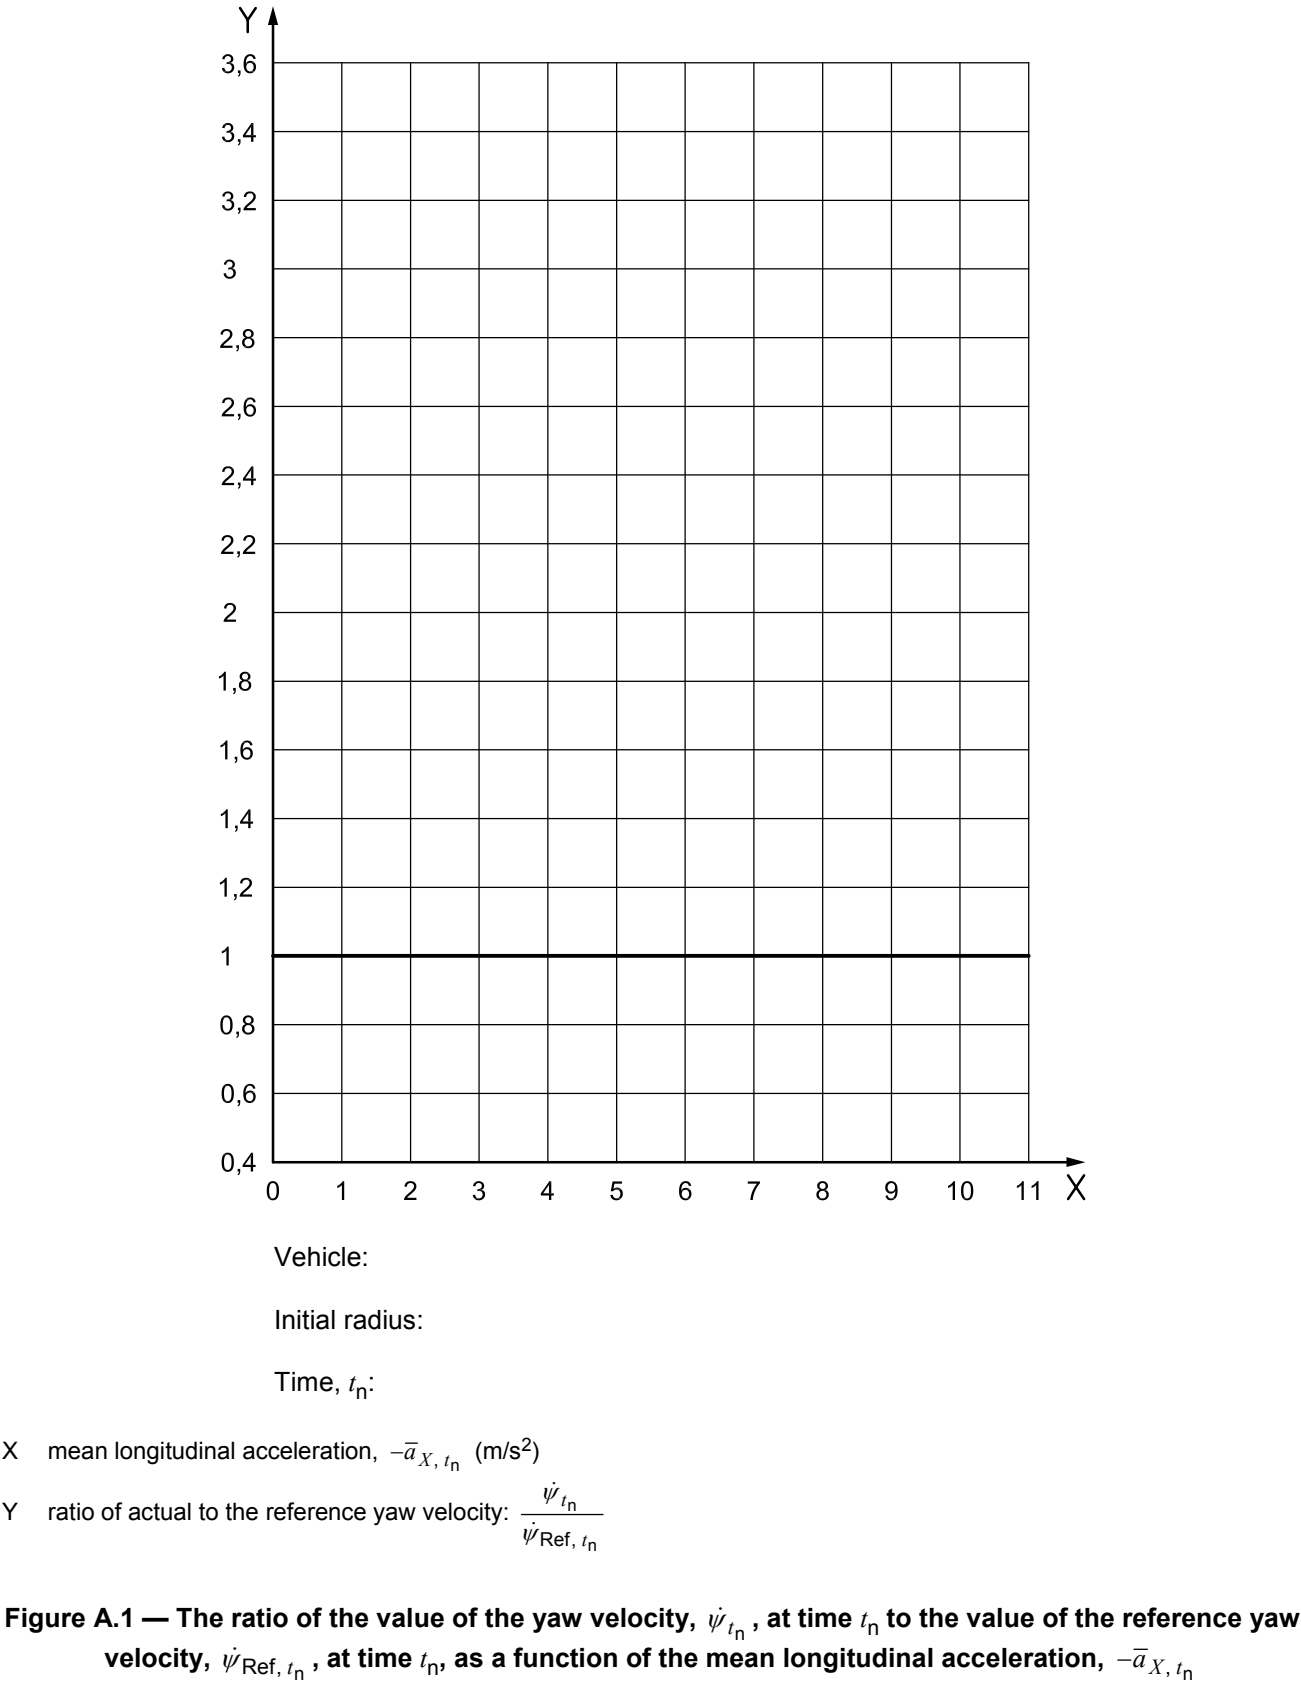 Y
3,6
3,4
3,2
3
2,8
2,6
2,4
2,2
2
1,8
1,6
1,4
1,2
1
0,8
0,6
0,4
0 1 2 3 4 5 6 7 8 9 10 11 X
Vehicle:
Initial radius:
Time, tn:
X mean longitudinal acceleration, −a̅X, tn (m/s²)
Y ratio of actual to the reference yaw velocity: ψ̇tn / ψ̇Ref, tn
Figure A.1 — The ratio of the value of the yaw velocity, ψ̇tn , at time tn to the value of the reference yaw
velocity, ψ̇Ref, tn , at time tn, as a function of the mean longitudinal acceleration, −a̅X, tn